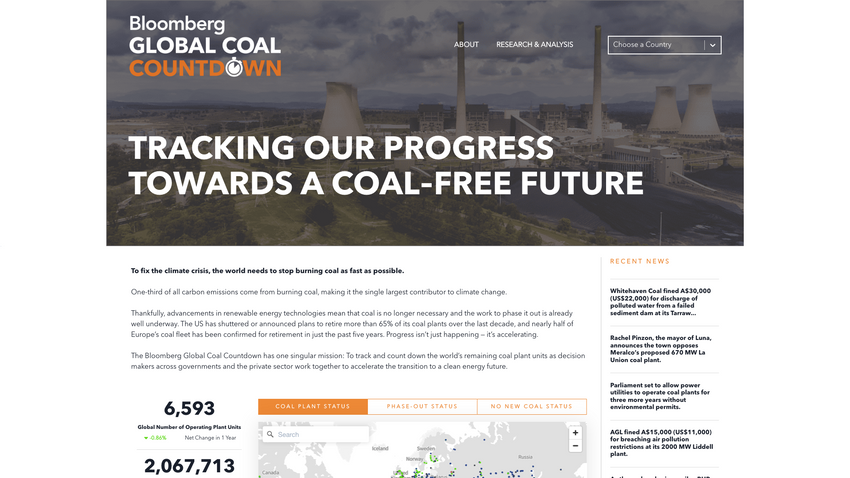 Bloomberg
GLOBAL COAL
COUNTDOWN
ABOUT
RESEARCH & ANALYSIS
Choose a Country
TRACKING OUR PROGRESS
TOWARDS A COAL-FREE FUTURE
To fix the climate crisis, the world needs to stop burning coal as fast as possible.
One-third of all carbon emissions come from burning coal, making it the single largest contributor to climate change.
Thankfully, advancements in renewable energy technologies mean that coal is no longer necessary and the work to phase it out is already
well underway. The US has shuttered or announced plans to retire more than 65% of its coal plants over the last decade, and nearly half of
Europe's coal fleet has been confirmed for retirement in just the past five years. Progress isn't just happening – it's accelerating.
The Bloomberg Global Coal Countdown has one singular mission: To track and count down the world's remaining coal plant units as decision
makers across governments and the private sector work together to accelerate the transition to a clean energy future.
6,593
Global Number of Operating Plant Units
-0.86%
Net Change in 1 Year
2,067,713
COAL PLANT STATUS
PHASE-OUT STATUS
NO NEW COAL STATUS
Search
+
−
Iceland
Sweden
Norway
Russia
Canada
RECENT NEWS
Whitehaven Coal fined A$30,000
(US$22,000) for discharge of
polluted water from a failed
sediment dam at its Tarraw...
Rachel Pinzon, the mayor of Luna,
announces the town opposes
Meralco's proposed 670 MW La
Union coal plant.
Parliament set to allow power
utilities to operate coal plants for
three more years without
environmental permits.
AGL fined A$15,000 (US$11,000)
for breaching air pollution
restrictions at its 2000 MW Liddell
plant.